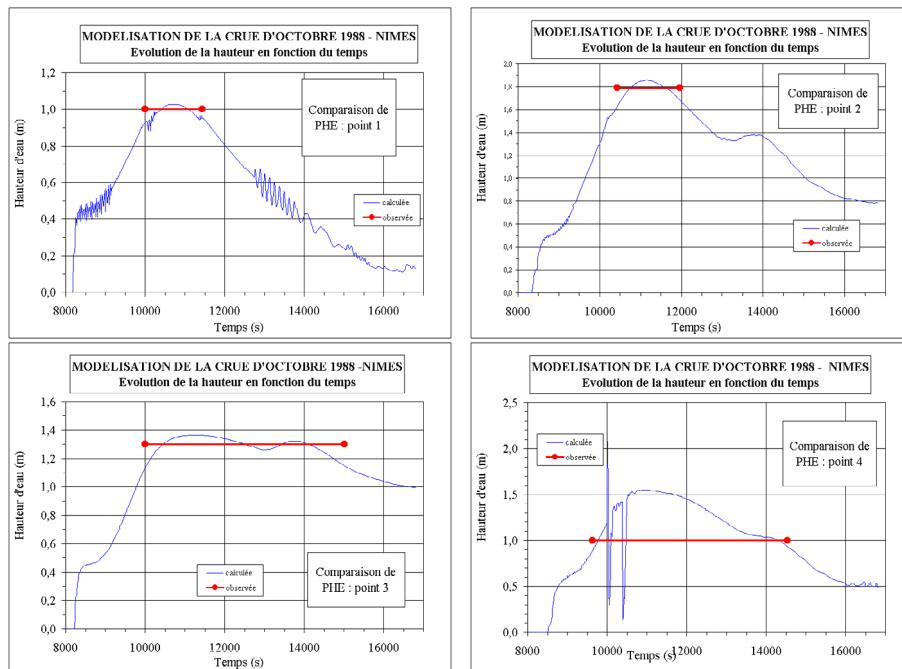 MODELISATION DE LA CRUE D'OCTOBRE 1988 - NIMES
Evolution de la hauteur en fonction du temps
1,2
1,0
0,8
0,6
0,4
0,2
0,0
Hauteur d'eau (m)
Comparaison de
PHE : point 1
calculée
observée
8000 10000 12000 14000 16000
Temps (s)
MODELISATION DE LA CRUE D'OCTOBRE 1988 - NIMES
Evolution de la hauteur en fonction du temps
2,0
1,8
1,6
1,4
1,2
1,0
0,8
0,6
0,4
0,2
0,0
Hauteur d'eau (m)
Comparaison de
PHE : point 2
calculée
observée
8000 10000 12000 14000 16000
Temps (s)
MODELISATION DE LA CRUE D'OCTOBRE 1988 -NIMES
Evolution de la hauteur en fonction du temps
1,6
1,4
1,2
1,0
0,8
0,6
0,4
0,2
0,0
Hauteur d'eau (m)
calculée
observée
Comparaison de
PHE : point 3
8000 10000 12000 14000 16000
Temps (s)
MODELISATION DE LA CRUE D'OCTOBRE 1988 - NIMES
Evolution de la hauteur en fonction du temps
2,5
2,0
1,5
1,0
0,5
0,0
Hauteur d'eau (m)
calculée
observée
Comparaison de
PHE : point 4
8000 10000 12000 14000 16000
Temps (s)